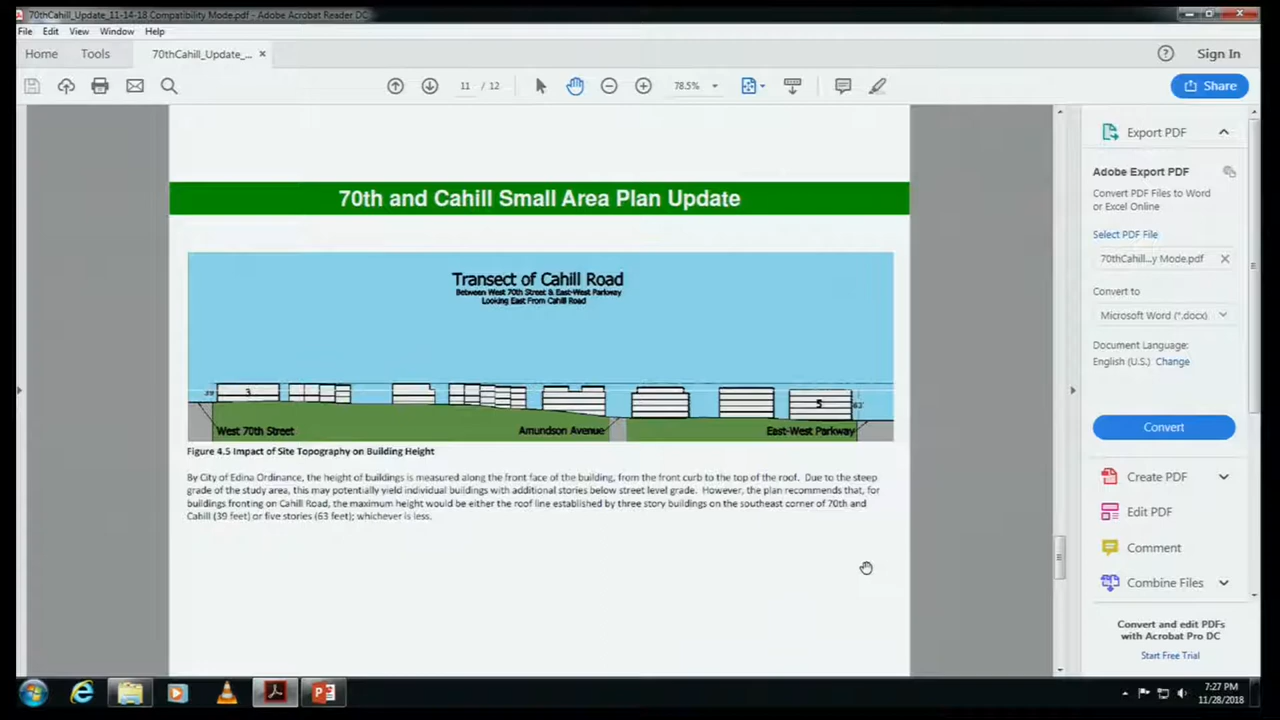 70thCahill_Update_11-14-18 Compatibility Mode.pdf - Adobe Acrobat Reader DC
File Edit View Window Help
Home Tools 70thCahill_Update_... × Sign In
11 / 12 78.5% Share
Export PDF
Adobe Export PDF
Convert PDF Files to Word
or Excel Online
Select PDF File
70thCahill...y Mode.pdf
Convert to
Microsoft Word (*.docx)
Document Language:
English (U.S.) Change
Convert
Create PDF
Edit PDF
Comment
Combine Files
Convert and edit PDFs
with Acrobat Pro DC
Start Free Trial
70th and Cahill Small Area Plan Update
Transect of Cahill Road
Between West 70th Street & East-West Parkway
Looking East From Cahill Road
39' 3 5 63'
West 70th Street Amundson Avenue East-West Parkway
Figure 4.5 Impact of Site Topography on Building Height
By City of Edina Ordinance, the height of buildings is measured along the front face of the building, from the front curb to the top of the roof. Due to the steep
grade of the study area, this may potentially yield individual buildings with additional stories below street level grade. However, the plan recommends that, for
buildings fronting on Cahill Road, the maximum height would be either the roof line established by three story buildings on the southeast corner of 70th and
Cahill (39 feet) or five stories (63 feet); whichever is less.
7:27 PM
11/28/2018